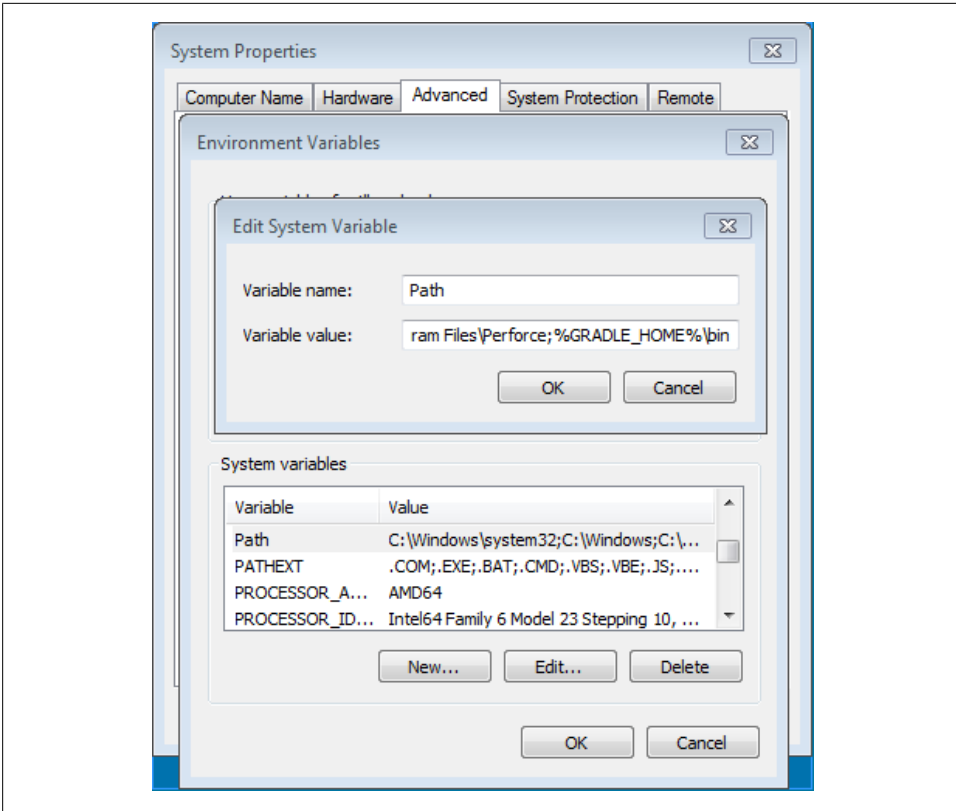 System Properties
Computer Name Hardware Advanced System Protection Remote
Environment Variables
Edit System Variable
Variable name: Path
Variable value: ram Files\Perforce;%GRADLE_HOME%\bin
OK Cancel
System variables
Variable Value
Path C:\Windows\system32;C:\Windows;C:\...
PATHEXT .COM;.EXE;.BAT;.CMD;.VBS;.VBE;.JS;....
PROCESSOR_A... AMD64
PROCESSOR_ID... Intel64 Family 6 Model 23 Stepping 10, ...
New... Edit... Delete
OK Cancel